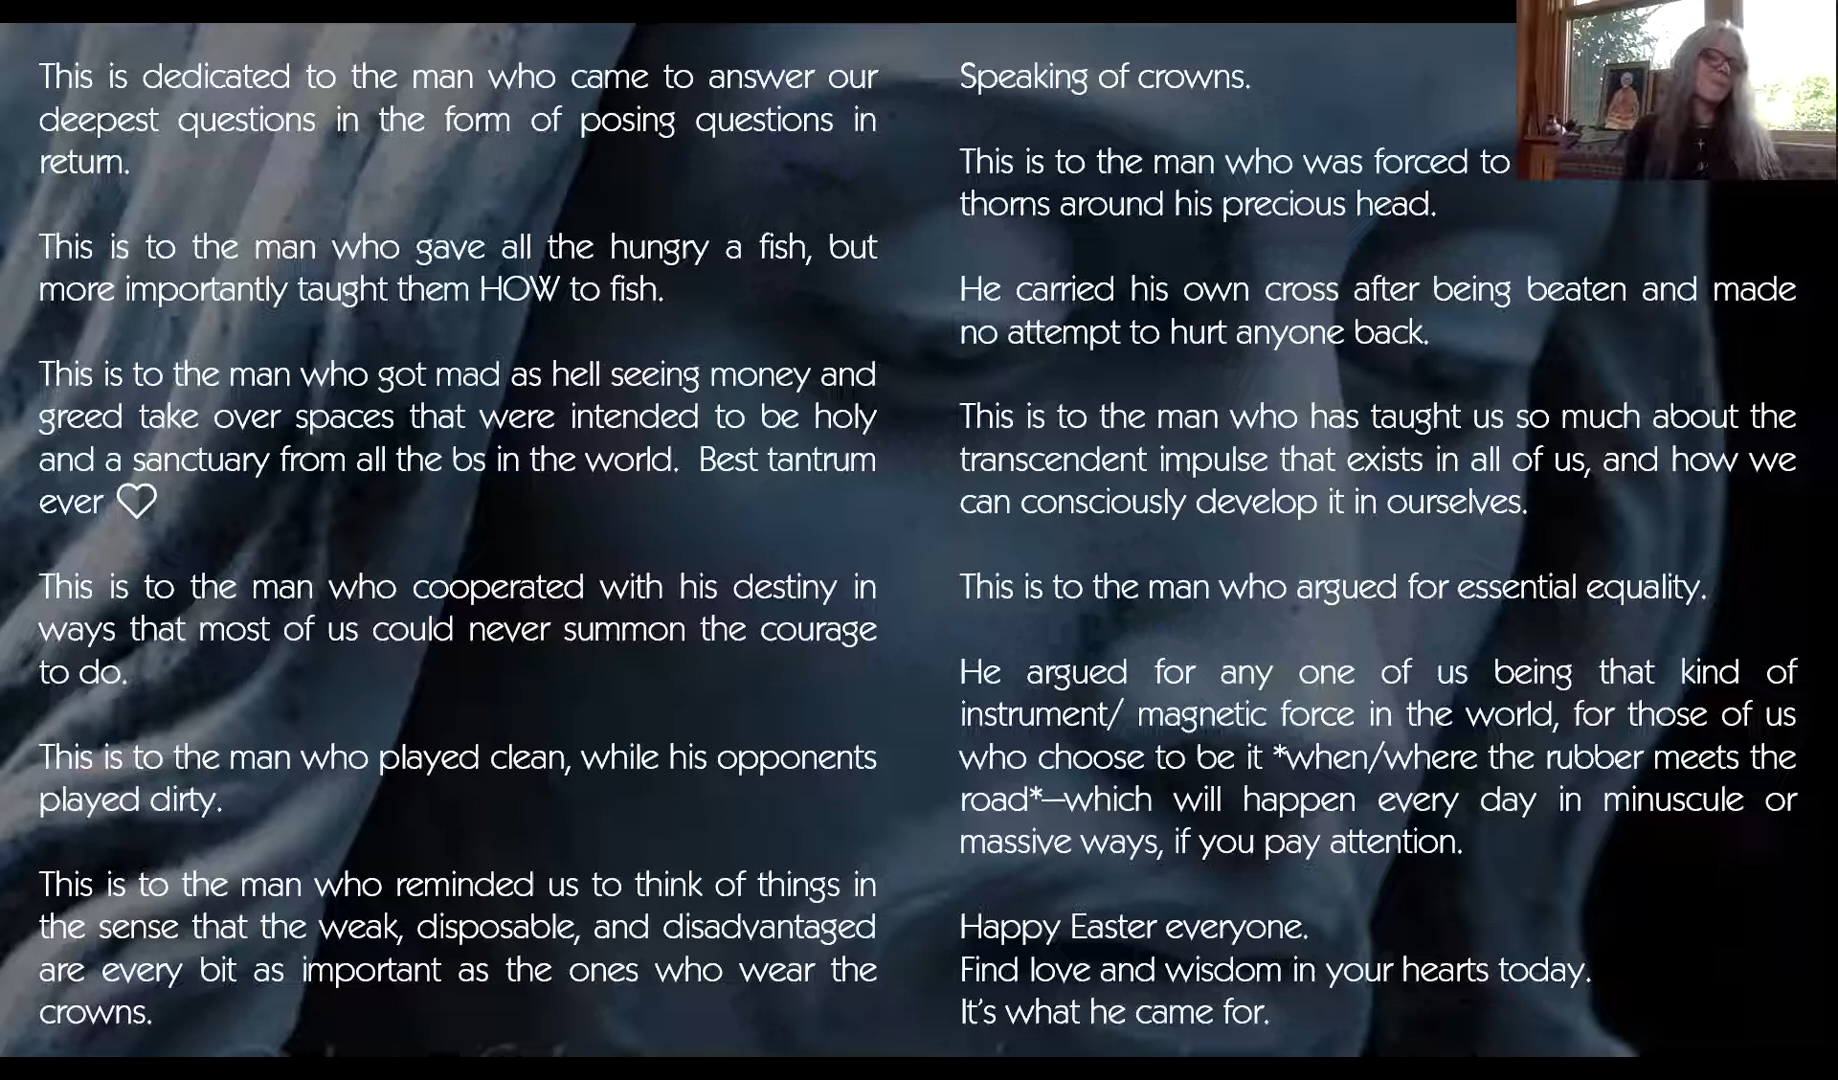 This is dedicated to the man who came to answer our
deepest questions in the form of posing questions in
return.
This is to the man who gave all the hungry a fish, but
more importantly taught them HOW to fish.
This is to the man who got mad as hell seeing money and
greed take over spaces that were intended to be holy
and a sanctuary from all the bs in the world. Best tantrum
ever ♡
This is to the man who cooperated with his destiny in
ways that most of us could never summon the courage
to do.
This is to the man who played clean, while his opponents
played dirty.
This is to the man who reminded us to think of things in
the sense that the weak, disposable, and disadvantaged
are every bit as important as the ones who wear the
crowns.
Speaking of crowns.
This is to the man who was forced to
thorns around his precious head.
He carried his own cross after being beaten and made
no attempt to hurt anyone back.
This is to the man who has taught us so much about the
transcendent impulse that exists in all of us, and how we
can consciously develop it in ourselves.
This is to the man who argued for essential equality.
He argued for any one of us being that kind of
instrument/ magnetic force in the world, for those of us
who choose to be it *when/where the rubber meets the
road*—which will happen every day in minuscule or
massive ways, if you pay attention.
Happy Easter everyone.
Find love and wisdom in your hearts today.
It's what he came for.